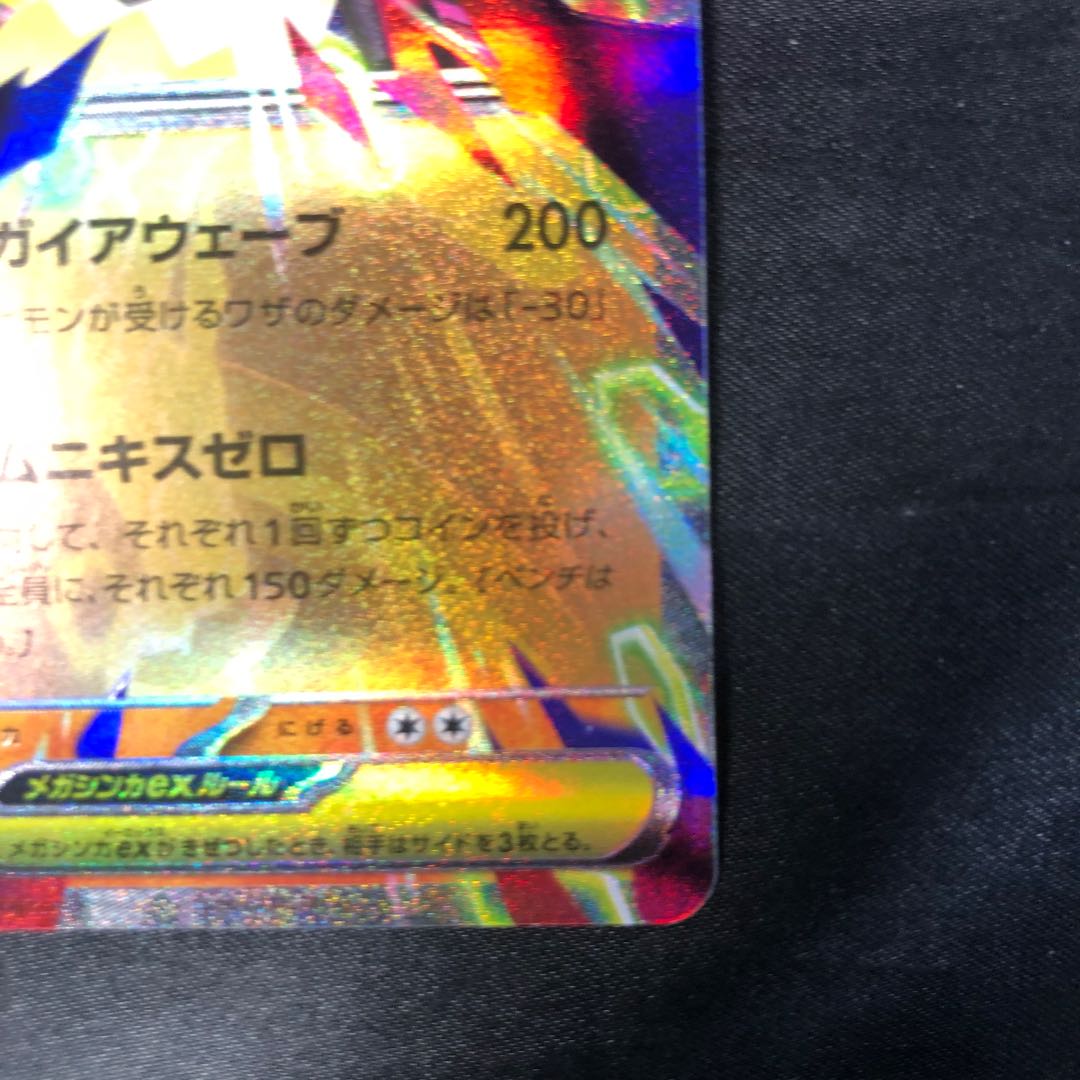 ガイアウェーブ 200
ーモンが受けるワザのダメージは「-30」
ムニキスゼロ
して、それぞれ1回ずつコインを投げ、
全員に、それぞれ150ダメージ。[ベンチは
]
にげる
メガシンカexルール
メガシンカexがきぜつしたとき、相手はサイドを3枚とる。